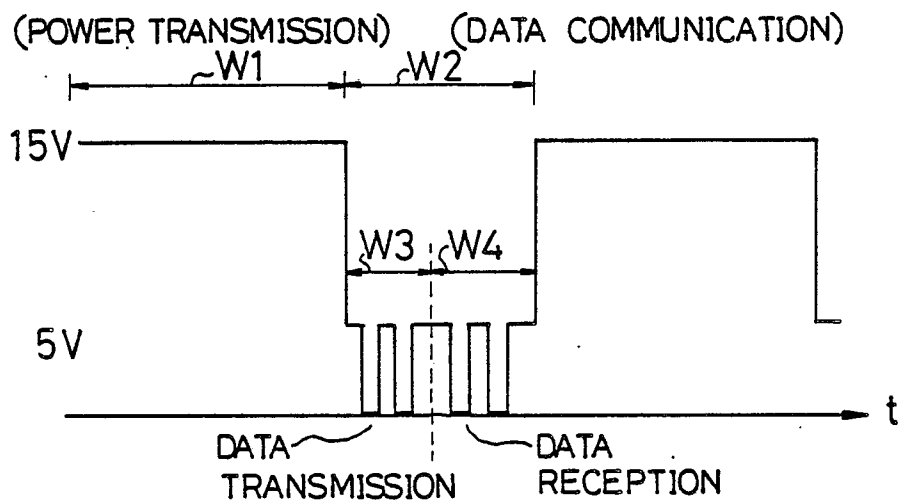 (POWER TRANSMISSION) (DATA COMMUNICATION)
W1 W2
15V
W3 W4
5V
t
DATA TRANSMISSION
DATA RECEPTION